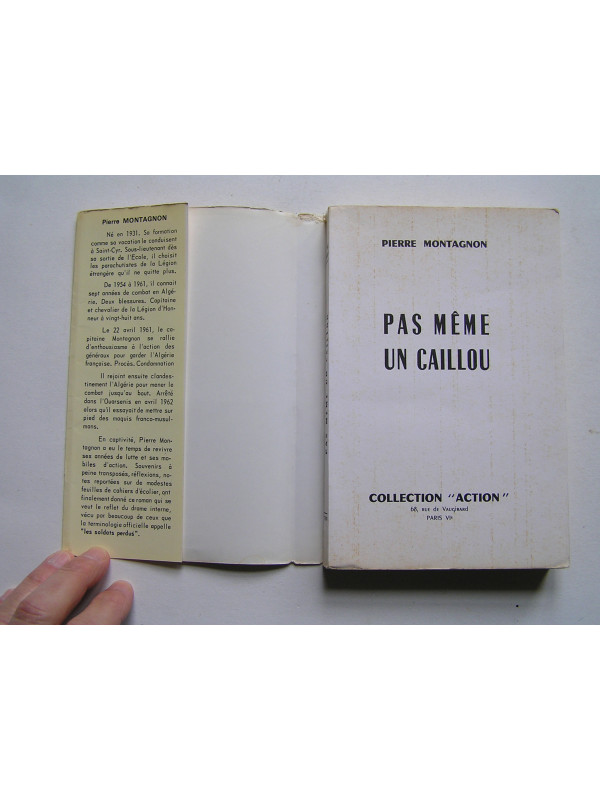 Pierre MONTAGNON
Né en 1931. Sa formation
comme sa vocation le conduisent
à Saint-Cyr. Sous-lieutenant dès
sa sortie de l'Ecole, il choisit
les parachutistes de la Légion
étrangère qu'il ne quitte plus.
De 1954 à 1961, il connait
sept années de combat en Algé-
rie. Deux blessures. Capitaine
et chevalier de la Légion d'Hon-
neur à vingt-huit ans.
Le 22 avril 1961, le ca-
pitaine Montagnon se rallie
d'enthousiasme à l'action des
généraux pour garder l'Algérie
française. Procès. Condamnation
Il rejoint ensuite clandes-
tinement l'Algérie pour mener le
combat jusqu'au bout. Arrêté
dans l'Ouarsenis en avril 1962
alors qu'il essayait de mettre sur
pied des maquis franco-musul-
mans.
En captivité, Pierre Mon-
tagnon a eu le temps de revivre
ses années de lutte et ses mo-
biles d'action. Souvenirs à
peine transposés, réflexions, no-
tes reportées sur de modestes
feuilles de cahiers d'écolier, ont
finalement donné ce roman qui se
veut le reflet du drame interne,
vécu par beaucoup de ceux que
la terminologie officielle appelle
"les soldats perdus".
PIERRE MONTAGNON
PAS MÊME
UN CAILLOU
COLLECTION "ACTION"
68, RUE DE VAUGIRARD
PARIS VIe